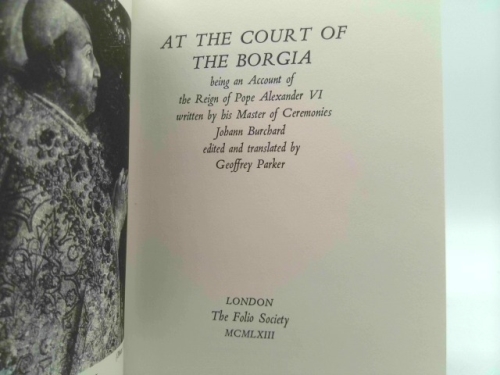 AT THE COURT OF
THE BORGIA
being an Account of
the Reign of Pope Alexander VI
written by his Master of Ceremonies
Johann Burchard
edited and translated by
Geoffrey Parker
LONDON
The Folio Society
MCMLXIII